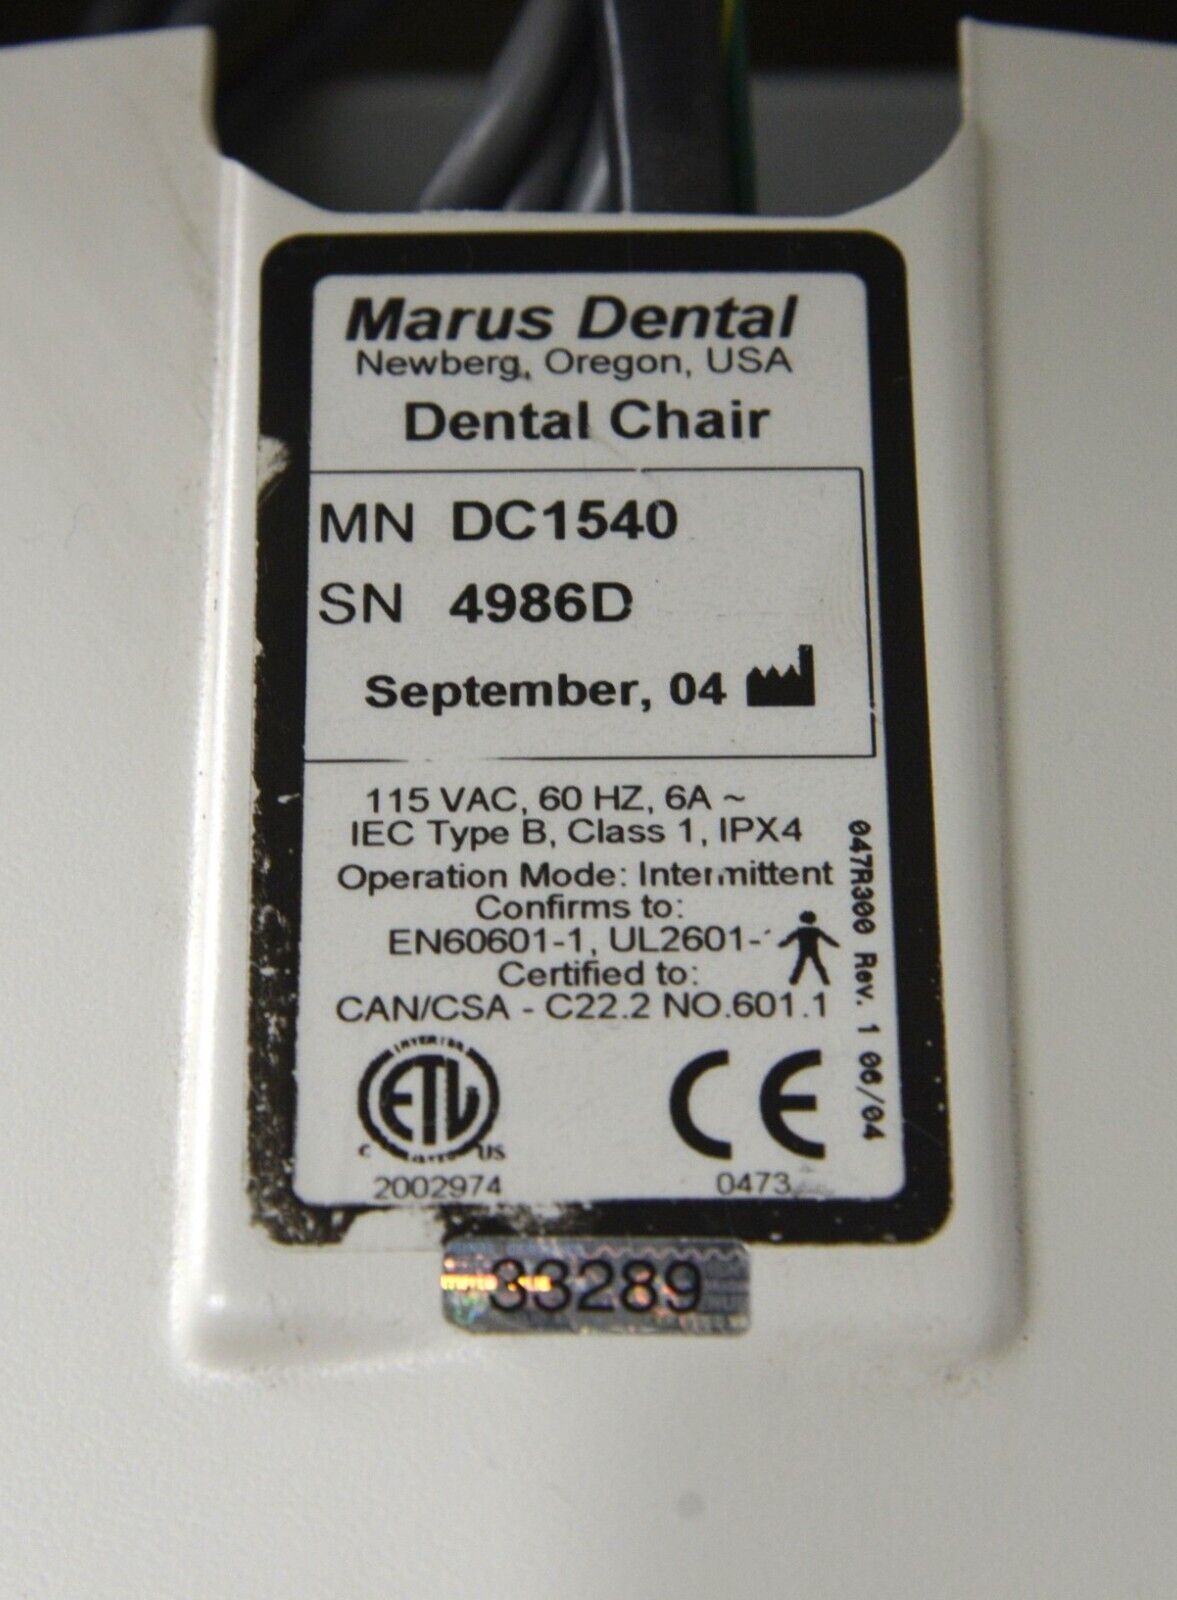 Marus Dental
Newberg, Oregon, USA
Dental Chair
MN DC1540
SN 4986D
September, 04
115 VAC, 60 HZ, 6A ~
IEC Type B, Class 1, IPX4
Operation Mode: Intermittent
Confirms to:
EN60601-1, UL2601-
Certified to:
CAN/CSA - C22.2 NO.601.1
047R300 Rev. 1 06/04
ETL
C US
2002974
CE
0473
33289